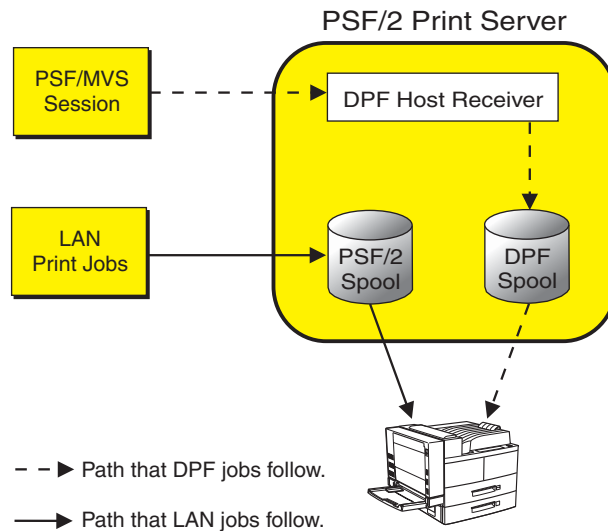 PSF/2 Print Server
PSF/MVS
Session
DPF Host Receiver
LAN
Print Jobs
PSF/2
Spool
DPF
Spool
Path that DPF jobs follow.
Path that LAN jobs follow.